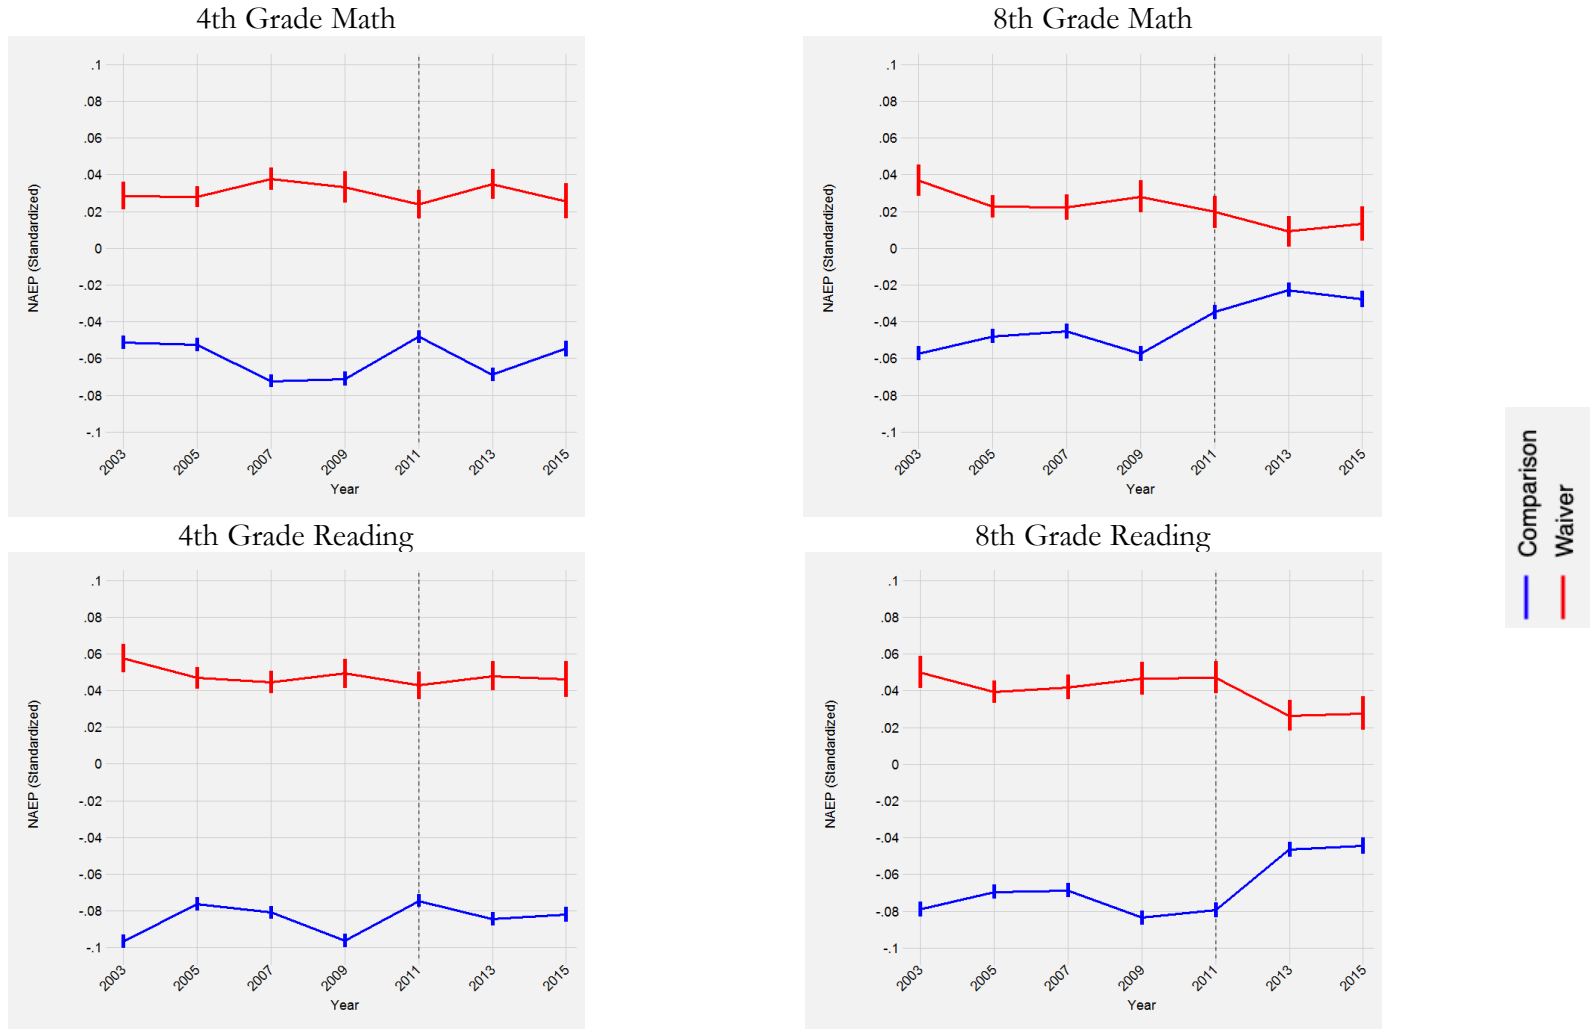 4th Grade Math
.1
.08
.06
.04
.02
0
-.02
-.04
-.06
-.08
-.1
NAEP (Standardized)
2003 2005 2007 2009 2011 2013 2015
Year
8th Grade Math
.1
.08
.06
.04
.02
0
-.02
-.04
-.06
-.08
-.1
NAEP (Standardized)
2003 2005 2007 2009 2011 2013 2015
Year
4th Grade Reading
.1
.08
.06
.04
.02
0
-.02
-.04
-.06
-.08
-.1
NAEP (Standardized)
2003 2005 2007 2009 2011 2013 2015
Year
8th Grade Reading
.1
.08
.06
.04
.02
0
-.02
-.04
-.06
-.08
-.1
NAEP (Standardized)
2003 2005 2007 2009 2011 2013 2015
Year
Comparison
Waiver